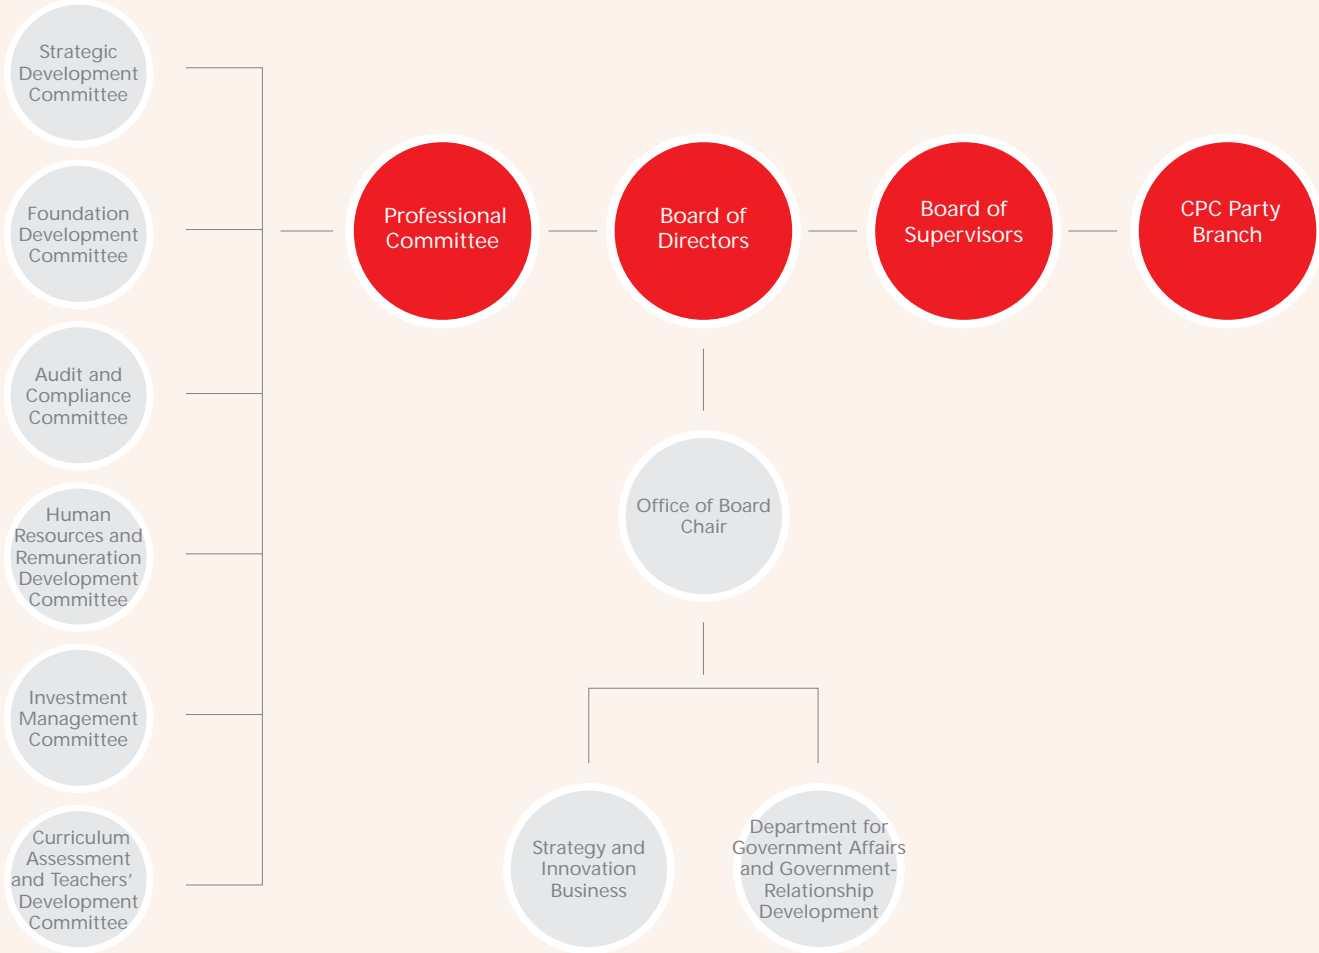 Strategic
Development
Committee
Foundation
Development
Committee
Audit and
Compliance
Committee
Human
Resources and
Remuneration
Development
Committee
Investment
Management
Committee
Curriculum
Assessment
and Teachers’
Development
Committee
Professional
Committee
Board of
Directors
Board of
Supervisors
CPC Party
Branch
Office of Board
Chair
Strategy and
Innovation
Business
Department for
Government Affairs
and Government-
Relationship
Development